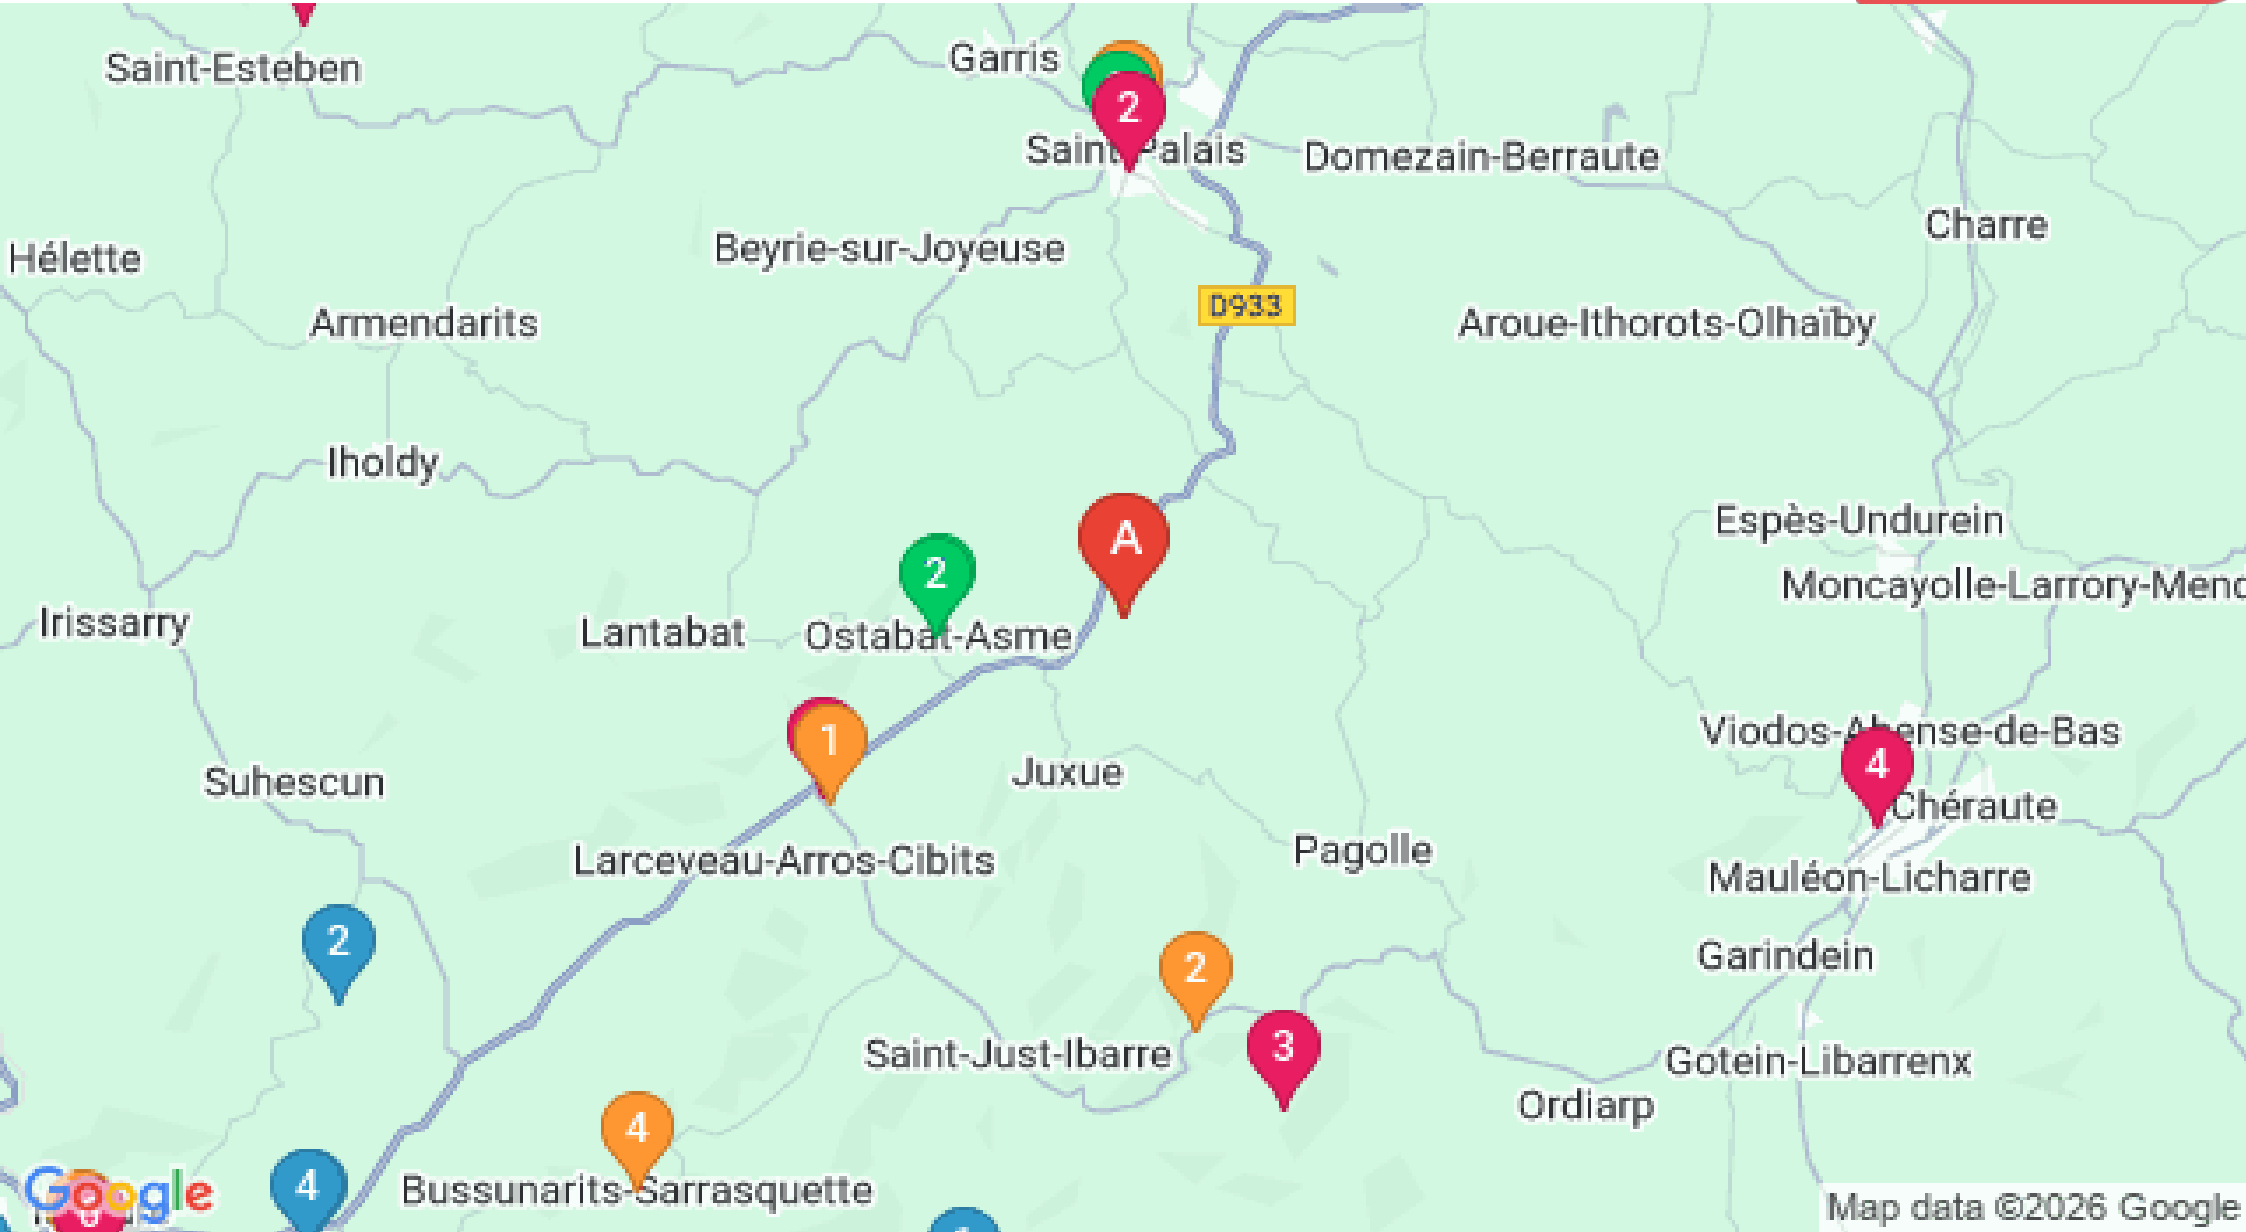 Saint-Esteben
Garris
2
Saint-Palais
Domezain-Berraute
Charre
Hélette
Beyrie-sur-Joyeuse
D933
Armendarits
Aroue-Ithorots-Olhaïby
Iholdy
A
Espès-Undurein
2
Moncayolle-Larrory-Mend
Irissarry
Lantabat
Ostabat-Asme
1
Viodos-Abense-de-Bas
4
Suhescun
Juxue
Chéraute
Larceveau-Arros-Cibits
Pagolle
Mauléon-Licharre
2
2
Garindein
3
Saint-Just-Ibarre
Gotein-Libarrenx
Ordiarp
4
4
Bussunarits-Sarrasquette
Google
Map data ©2026 Google